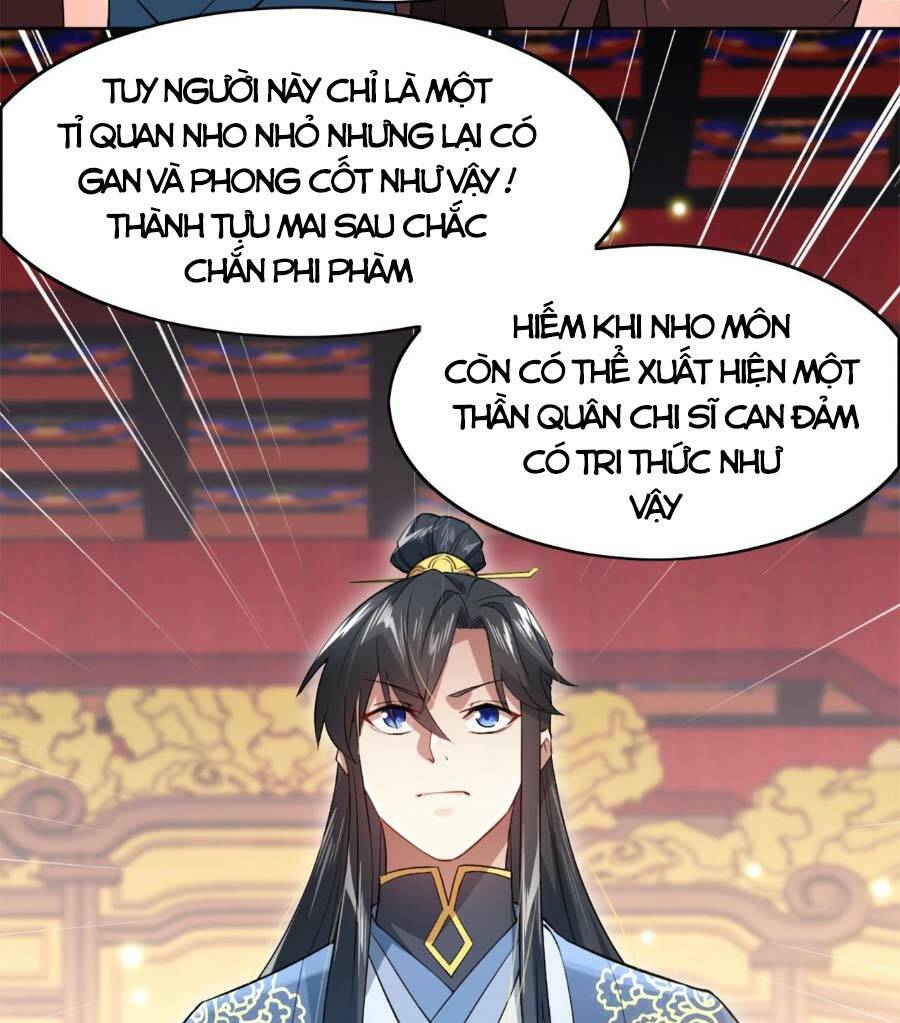 TUY NGƯỜI NÀY CHỈ LÀ MỘT
TỈ QUAN NHO NHỎ NHƯNG LẠI CÓ
GAN VÀ PHONG CỐT NHƯ VẬY!
THÀNH TỰU MAI SAU CHẮC
CHẮN PHI PHÀM
HIẾM KHI NHO MÔN
CÒN CÓ THỂ XUẤT HIỆN MỘT
THẦN QUÂN CHI SĨ CAN ĐẢM
CÓ TRI THỨC NHƯ
VẬY